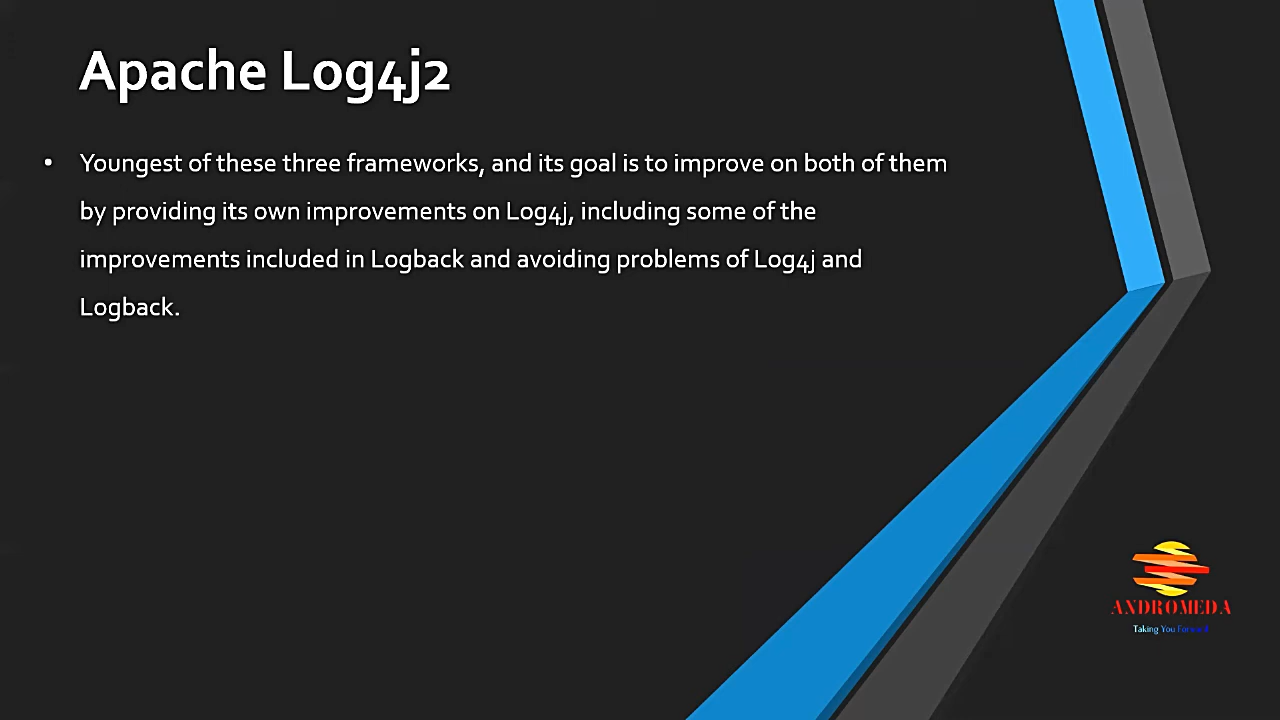 Apache Log4j2
• Youngest of these three frameworks, and its goal is to improve on both of them
by providing its own improvements on Log4j, including some of the
improvements included in Logback and avoiding problems of Log4j and
Logback.
ANDROMEDA
Taking You Forward